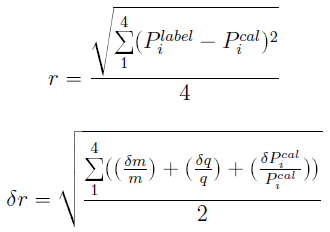 r = \frac{\sqrt{\sum_{1}^{4}(P_i^{label} - P_i^{cal})^2}}{4}
\delta r = \sqrt{\frac{\sum_{1}^{4}((\frac{\delta m}{m}) + (\frac{\delta q}{q}) + (\frac{\delta P_i^{cal}}{P_i^{cal}}))}{2}}